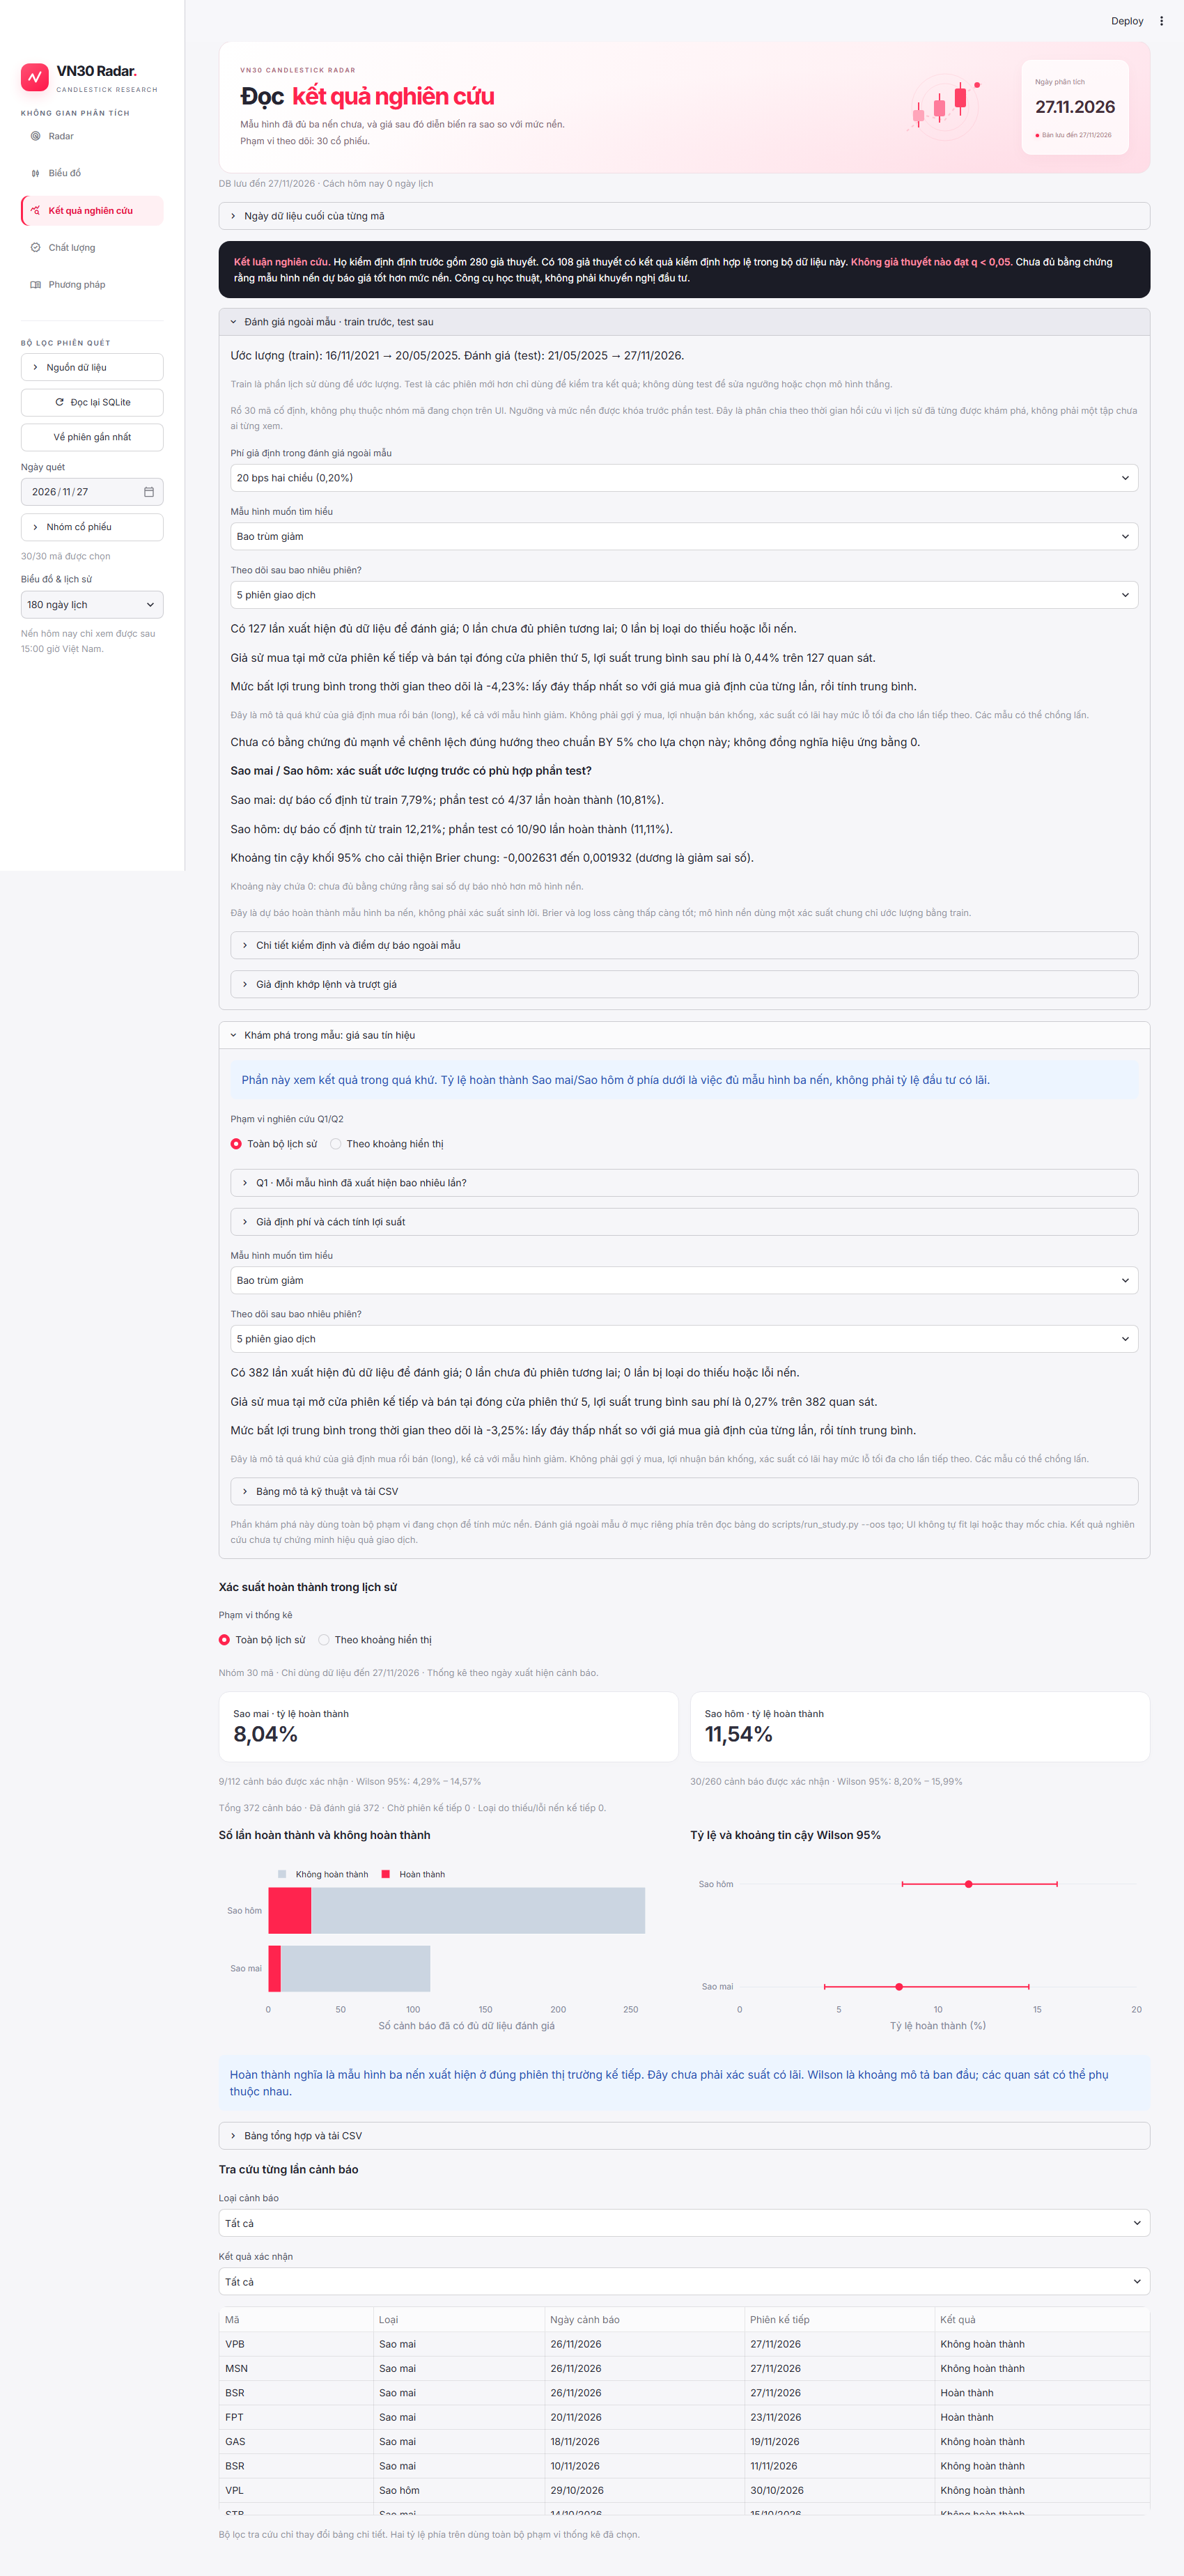 Deploy
VN30 Radar.
CANDLESTICK RESEARCH
KHÔNG GIAN PHÂN TÍCH
Radar
Biểu đồ
Kết quả nghiên cứu
Chất lượng
Phương pháp
BỘ LỌC PHIÊN QUÉT
Nguồn dữ liệu
Đọc lại SQLite
Về phiên gần nhất
Ngày quét
2026/11/27
Nhóm cổ phiếu
30/30 mã được chọn
Biểu đồ & lịch sử
180 ngày lịch
Nến hôm nay chỉ xem được sau
15:00 giờ Việt Nam.
VN30 CANDLESTICK RADAR
Đọc kết quả nghiên cứu
Mẫu hình đã đủ ba nến chưa, và giá sau đó diễn biến ra sao so với mức nền.
Phạm vi theo dõi: 30 cổ phiếu.
Ngày phân tích
27.11.2026
Bản lưu đến 27/11/2026
DB lưu đến 27/11/2026 · Cách hôm nay 0 ngày lịch
Ngày dữ liệu cuối của từng mã
Kết luận nghiên cứu. Họ kiểm định định trước gồm 280 giả thuyết. Có 108 giả thuyết có kết quả kiểm định hợp lệ trong bộ dữ liệu này. Không giả thuyết nào đạt q < 0,05. Chưa đủ bằng chứng
rằng mẫu hình nến dự báo giá tốt hơn mức nền. Công cụ học thuật, không phải khuyến nghị đầu tư.
Đánh giá ngoài mẫu · train trước, test sau
Ước lượng (train): 16/11/2021 → 20/05/2025. Đánh giá (test): 21/05/2025 → 27/11/2026.
Train là phần lịch sử dùng để ước lượng. Test là các phiên mới hơn chỉ dùng để kiểm tra kết quả; không dùng test để sửa ngưỡng hoặc chọn mô hình thắng.
Rổ 30 mã cố định, không phụ thuộc nhóm mã đang chọn trên UI. Ngưỡng và mức nền được khóa trước phần test. Đây là phân chia theo thời gian hồi cứu vì lịch sử đã từng được khám phá, không phải một tập chưa
ai từng xem.
Phí giả định trong đánh giá ngoài mẫu
20 bps hai chiều (0,20%)
Mẫu hình muốn tìm hiểu
Bao trùm giảm
Theo dõi sau bao nhiêu phiên?
5 phiên giao dịch
Có 127 lần xuất hiện đủ dữ liệu để đánh giá; 0 lần chưa đủ phiên tương lai; 0 lần bị loại do thiếu hoặc lỗi nến.
Giả sử mua tại mở cửa phiên kế tiếp và bán tại đóng cửa phiên thứ 5, lợi suất trung bình sau phí là 0,44% trên 127 quan sát.
Mức bất lợi trung bình trong thời gian theo dõi là -4,23%: lấy đáy thấp nhất so với giá mua giả định của từng lần, rồi tính trung bình.
Đây là mô tả quá khứ của giả định mua rồi bán (long), kể cả với mẫu hình giảm. Không phải gợi ý mua, lợi nhuận bán khống, xác suất có lãi hay mức lỗ tối đa cho lần tiếp theo. Các mẫu có thể chồng lấn.
Chưa có bằng chứng đủ mạnh về chênh lệch đúng hướng theo chuẩn BY 5% cho lựa chọn này; không đồng nghĩa hiệu ứng bằng 0.
Sao mai / Sao hôm: xác suất ước lượng trước có phù hợp phần test?
Sao mai: dự báo cố định từ train 7,79%; phần test có 4/37 lần hoàn thành (10,81%).
Sao hôm: dự báo cố định từ train 12,21%; phần test có 10/90 lần hoàn thành (11,11%).
Khoảng tin cậy khối 95% cho cải thiện Brier chung: -0,002631 đến 0,001932 (dương là giảm sai số).
Khoảng này chứa 0: chưa đủ bằng chứng rằng sai số dự báo nhỏ hơn mô hình nền.
Đây là dự báo hoàn thành mẫu hình ba nến, không phải xác suất sinh lời. Brier và log loss càng thấp càng tốt; mô hình nền dùng một xác suất chung chỉ ước lượng bằng train.
Chi tiết kiểm định và điểm dự báo ngoài mẫu
Giả định khớp lệnh và trượt giá
Khám phá trong mẫu: giá sau tín hiệu
Phần này xem kết quả trong quá khứ. Tỷ lệ hoàn thành Sao mai/Sao hôm ở phía dưới là việc đủ mẫu hình ba nến, không phải tỷ lệ đầu tư có lãi.
Phạm vi nghiên cứu Q1/Q2
Toàn bộ lịch sử
Theo khoảng hiển thị
Q1 · Mỗi mẫu hình đã xuất hiện bao nhiêu lần?
Giả định phí và cách tính lợi suất
Mẫu hình muốn tìm hiểu
Bao trùm giảm
Theo dõi sau bao nhiêu phiên?
5 phiên giao dịch
Có 382 lần xuất hiện đủ dữ liệu để đánh giá; 0 lần chưa đủ phiên tương lai; 0 lần bị loại do thiếu hoặc lỗi nến.
Giả sử mua tại mở cửa phiên kế tiếp và bán tại đóng cửa phiên thứ 5, lợi suất trung bình sau phí là 0,27% trên 382 quan sát.
Mức bất lợi trung bình trong thời gian theo dõi là -3,25%: lấy đáy thấp nhất so với giá mua giả định của từng lần, rồi tính trung bình.
Đây là mô tả quá khứ của giả định mua rồi bán (long), kể cả với mẫu hình giảm. Không phải gợi ý mua, lợi nhuận bán khống, xác suất có lãi hay mức lỗ tối đa cho lần tiếp theo. Các mẫu có thể chồng lấn.
Bảng mô tả kỹ thuật và tải CSV
Phần khám phá này dùng toàn bộ phạm vi đang chọn để tính mức nền. Đánh giá ngoài mẫu ở mục riêng phía trên đọc bảng do scripts/run_study.py --oos tạo; UI không tự fit lại hoặc thay mốc chia. Kết quả nghiên
cứu chưa tự chứng minh hiệu quả giao dịch.
Xác suất hoàn thành trong lịch sử
Phạm vi thống kê
Toàn bộ lịch sử
Theo khoảng hiển thị
Nhóm 30 mã · Chỉ dùng dữ liệu đến 27/11/2026 · Thống kê theo ngày xuất hiện cảnh báo.
Sao mai · tỷ lệ hoàn thành
8,04%
Sao hôm · tỷ lệ hoàn thành
11,54%
9/112 cảnh báo được xác nhận · Wilson 95%: 4,29% – 14,57%
30/260 cảnh báo được xác nhận · Wilson 95%: 8,20% – 15,99%
Tổng 372 cảnh báo · Đã đánh giá 372 · Chờ phiên kế tiếp 0 · Loại do thiếu/lỗi nến kế tiếp 0.
Số lần hoàn thành và không hoàn thành
Không hoàn thành
Hoàn thành
Sao hôm
Sao mai
0 50 100 150 200 250
Số cảnh báo đã có đủ dữ liệu đánh giá
Tỷ lệ và khoảng tin cậy Wilson 95%
Sao hôm
Sao mai
0 5 10 15 20
Tỷ lệ hoàn thành (%)
Hoàn thành nghĩa là mẫu hình ba nến xuất hiện ở đúng phiên thị trường kế tiếp. Đây chưa phải xác suất có lãi. Wilson là khoảng mô tả ban đầu; các quan sát có thể phụ
thuộc nhau.
Bảng tổng hợp và tải CSV
Tra cứu từng lần cảnh báo
Loại cảnh báo
Tất cả
Kết quả xác nhận
Tất cả
Mã Loại Ngày cảnh báo Phiên kế tiếp Kết quả
VPB Sao mai 26/11/2026 27/11/2026 Không hoàn thành
MSN Sao mai 26/11/2026 27/11/2026 Không hoàn thành
BSR Sao mai 26/11/2026 27/11/2026 Hoàn thành
FPT Sao mai 20/11/2026 23/11/2026 Hoàn thành
GAS Sao mai 18/11/2026 19/11/2026 Không hoàn thành
BSR Sao mai 10/11/2026 11/11/2026 Không hoàn thành
VPL Sao hôm 29/10/2026 30/10/2026 Không hoàn thành
STB Sao mai 14/10/2026 15/10/2026 Không hoàn thành
Bộ lọc tra cứu chỉ thay đổi bảng chi tiết. Hai tỷ lệ phía trên dùng toàn bộ phạm vi thống kê đã chọn.